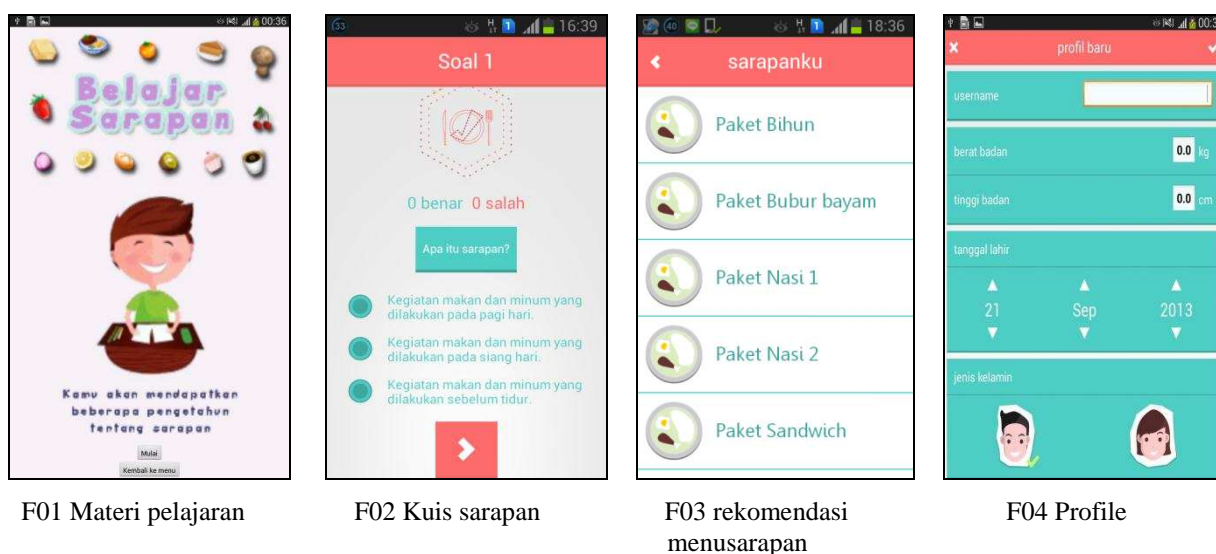 00:36
Belajar
Sarapan
Kamu akan mendapatkan
beberapa pengetahun
tentang sarapan
Mulai
Kembali ke menu
33
16:39
Soal 1
0 benar 0 salah
Apa itu sarapan?
Kegiatan makan dan minum yang
dilakukan pada pagi hari.
Kegiatan makan dan minum yang
dilakukan pada siang hari.
Kegiatan makan dan minum yang
dilakukan sebelum tidur.
40
18:36
sarapanku
Paket Bihun
Paket Bubur bayam
Paket Nasi 1
Paket Nasi 2
Paket Sandwich
profil baru
username
berat badan 0.0 kg
tinggi badan 0.0 cm
tanggal lahir
21 Sep 2013
jenis kelamin
F01 Materi pelajaran
F02 Kuis sarapan
F03 rekomendasi
menusarapan
F04 Profile